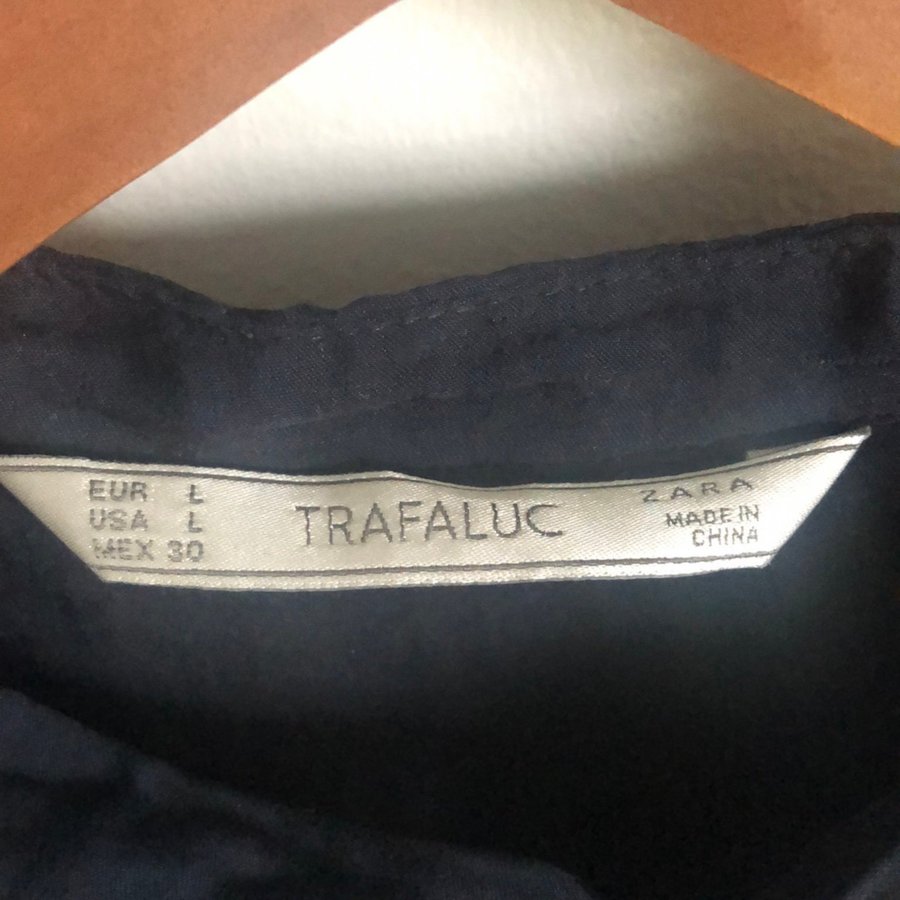 EUR L
USA L
MEX 30
TRAFALUC
ZARA
MADE IN
CHINA